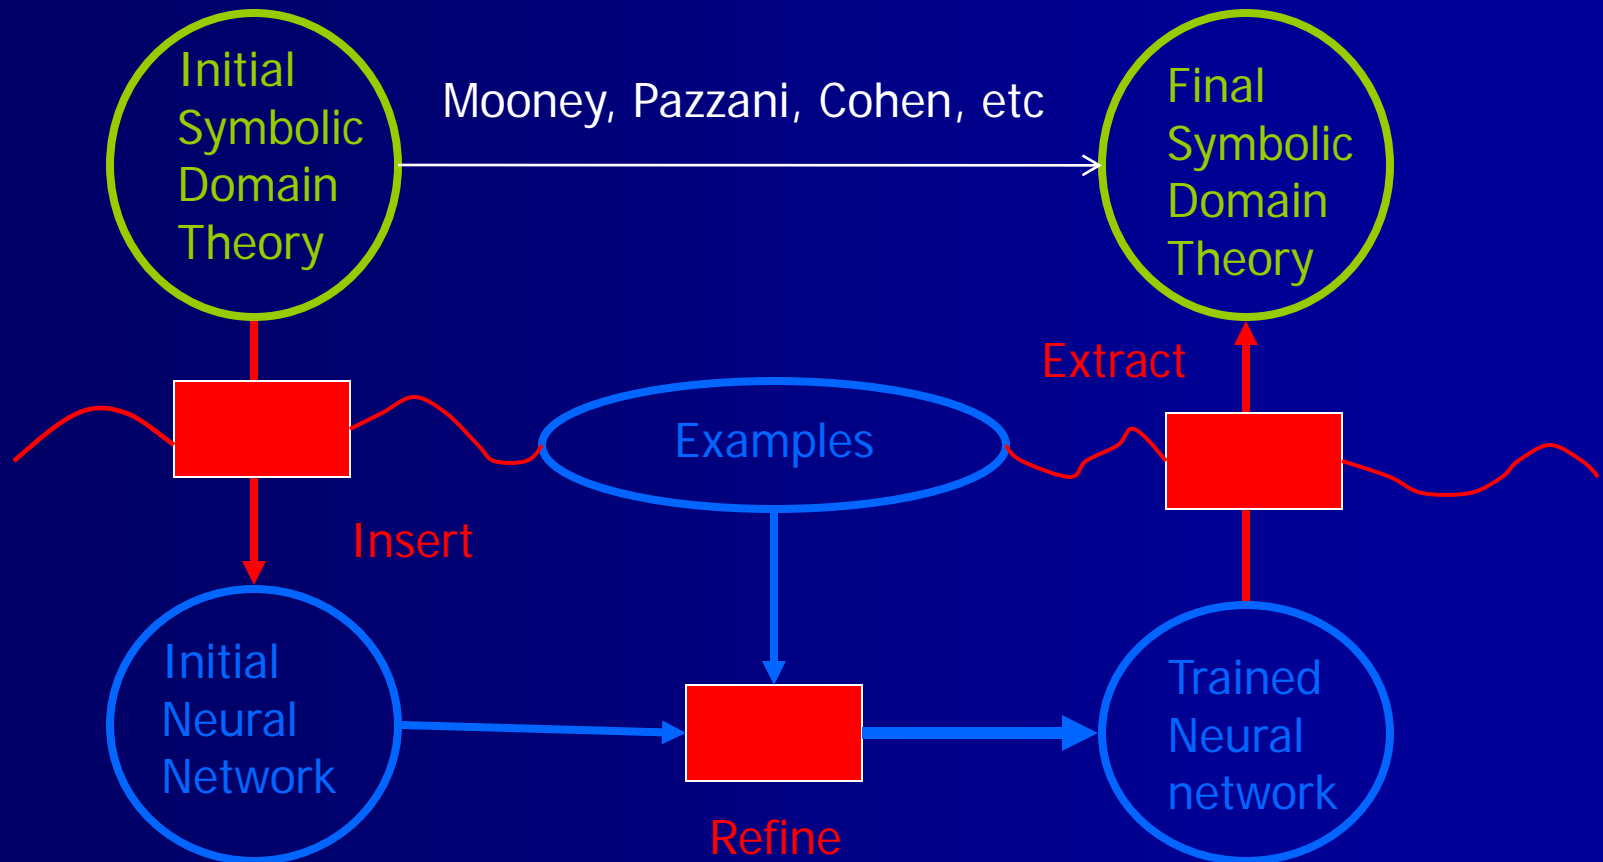 Initial
Symbolic
Domain
Theory
Mooney, Pazzani, Cohen, etc
Final
Symbolic
Domain
Theory
Extract
Examples
Insert
Initial
Neural
Network
Trained
Neural
network
Refine